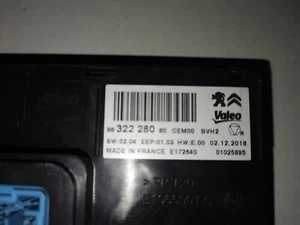 Valeo
98 322 280 80 CEM00 BVH2
SW:02.04 EEP:01.03 HW:E.00 02.12.2018
MADE IN FRANCE E172640 01025895